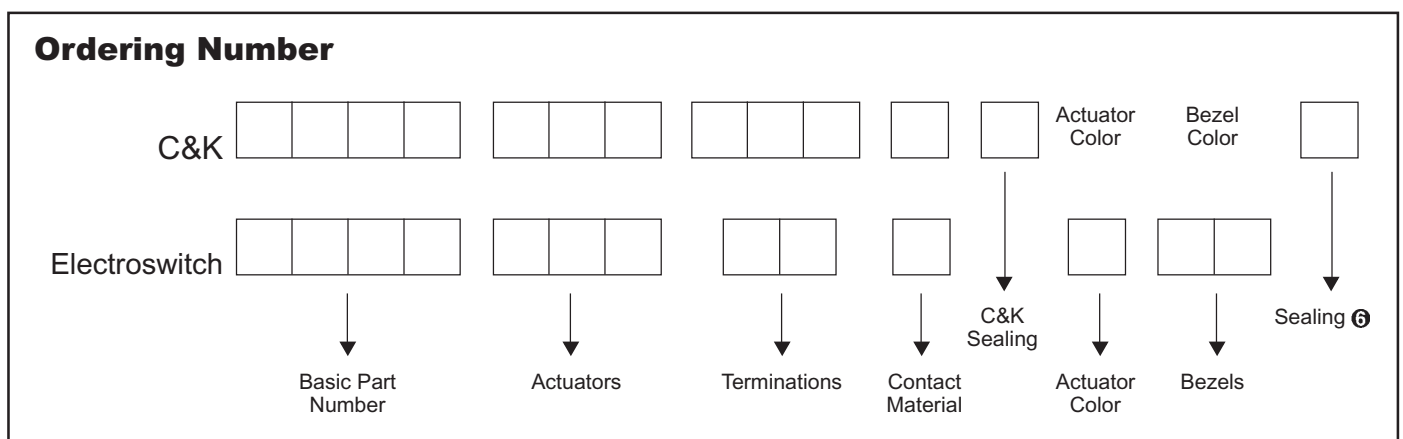 Ordering Number
C&K
Actuator
Color
Bezel
Color
Electroswitch
C&K
Sealing
Sealing ❻
Basic Part
Number
Actuators
Terminations
Contact
Material
Actuator
Color
Bezels